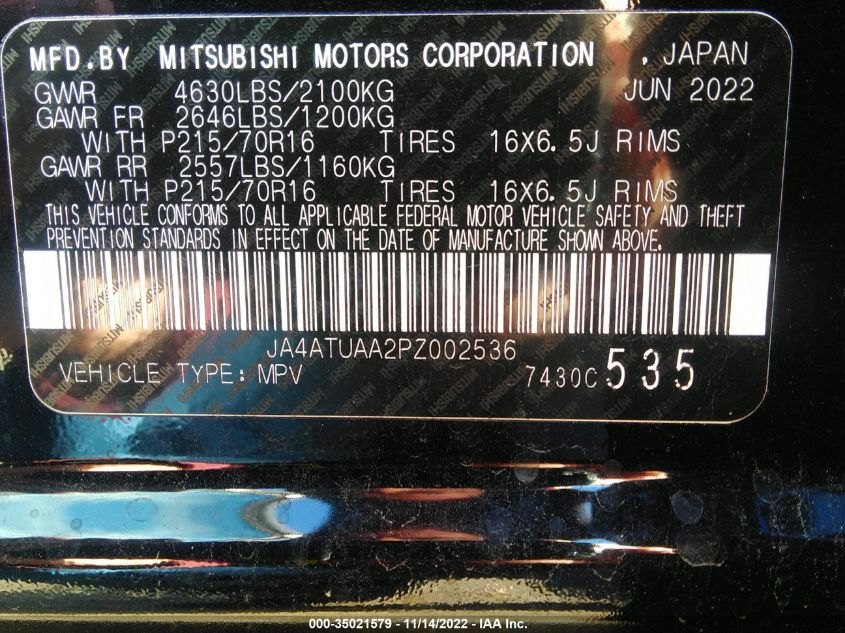 MFD.BY MITSUBISHI MOTORS CORPORATION , JAPAN
GVWR 4630LBS/2100KG JUN 2022
GAWR FR 2646LBS/1200KG
WITH P215/70R16 TIRES 16X6.5J RIMS
GAWR RR 2557LBS/1160KG
WITH P215/70R16 TIRES 16X6.5J RIMS
THIS VEHICLE CONFORMS TO ALL APPLICABLE FEDERAL MOTOR VEHICLE SAFETY AND THEFT
PREVENTION STANDARDS IN EFFECT ON THE DATE OF MANUFACTURE SHOWN ABOVE.
JA4ATUAA2PZ002536
VEHICLE TYPE: MPV 7430C 535
000-35021579 - 11/14/2022 - IAA Inc.